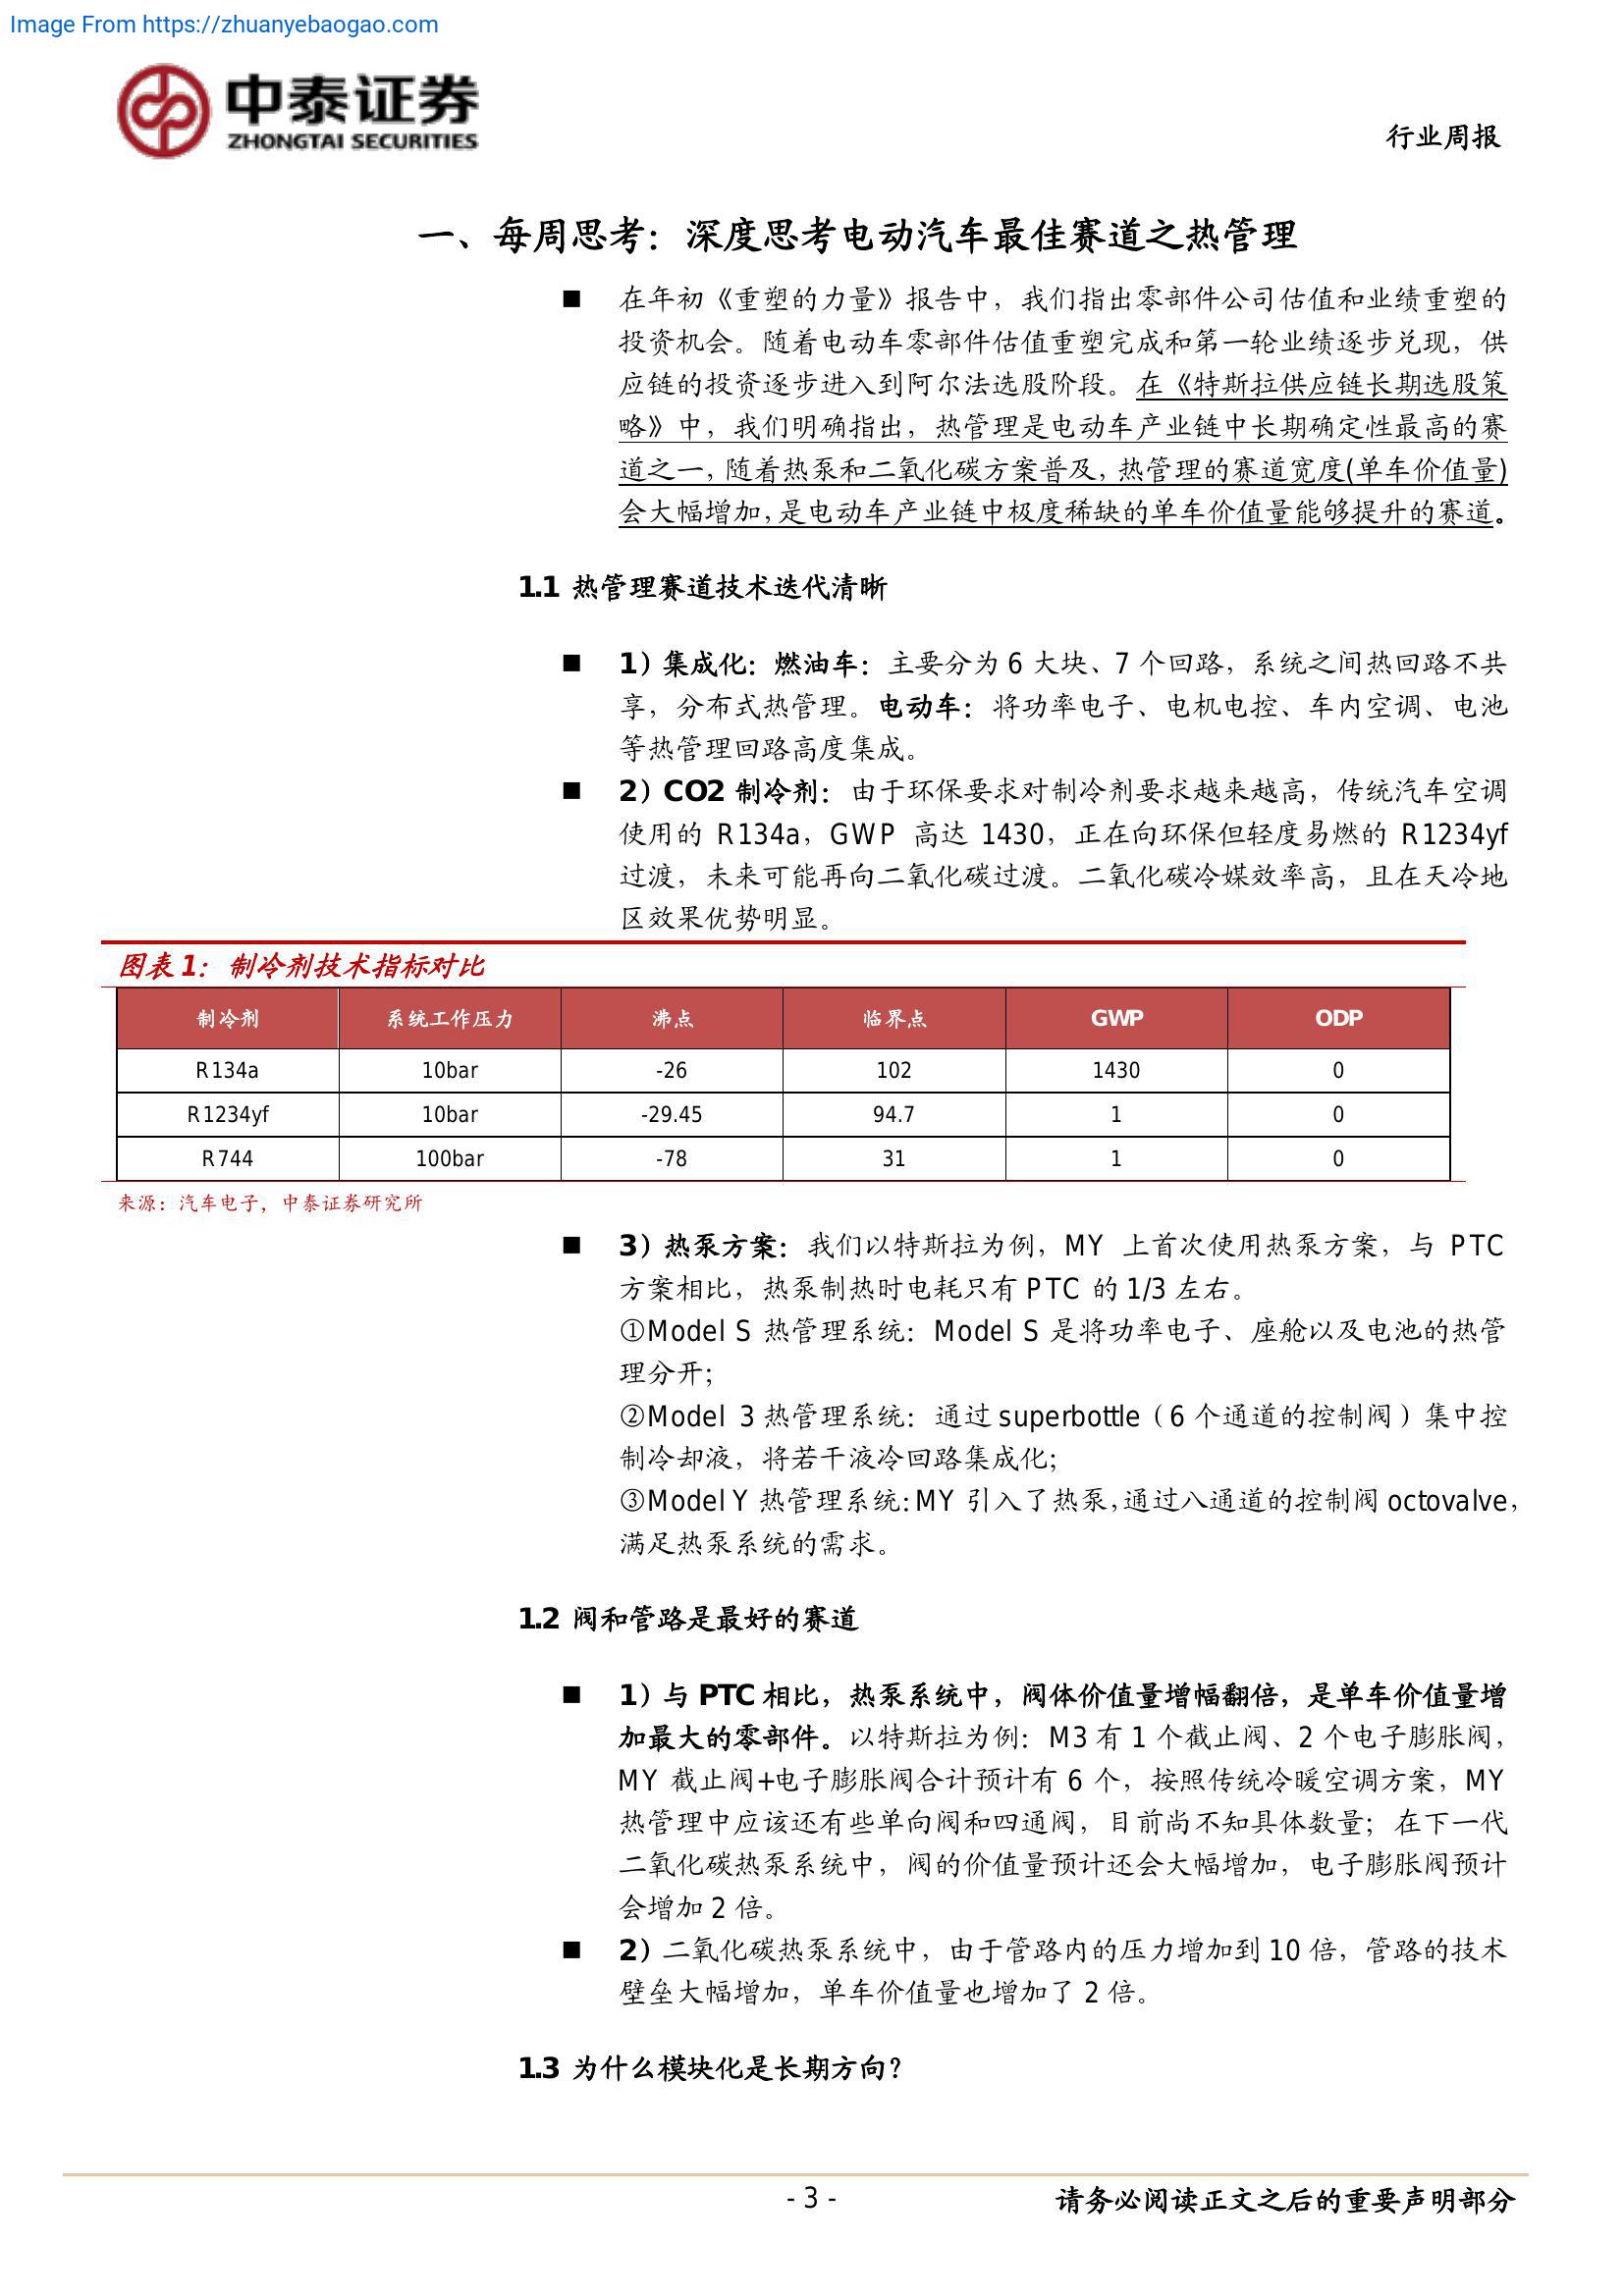 Image From https://zhuanyebaogao.com
中泰证券
ZHONGTAI SECURITIES
行业周报
一、每周思考：深度思考电动汽车最佳赛道之热管理
■ 在年初《重塑的力量》报告中，我们指出零部件公司估值和业绩重塑的
投资机会。随着电动车零部件估值重塑完成和第一轮业绩逐步兑现，供
应链的投资逐步进入到阿尔法选股阶段。在《特斯拉供应链长期选股策
略》中，我们明确指出，热管理是电动车产业链中长期确定性最高的赛
道之一，随着热泵和二氧化碳方案普及，热管理的赛道宽度(单车价值量)
会大幅增加，是电动车产业链中极度稀缺的单车价值量能够提升的赛道。
1.1 热管理赛道技术迭代清晰
■ 1）集成化：燃油车：主要分为 6 大块、7 个回路，系统之间热回路不共
享，分布式热管理。电动车：将功率电子、电机电控、车内空调、电池
等热管理回路高度集成。
■ 2）CO2 制冷剂：由于环保要求对制冷剂要求越来越高，传统汽车空调
使用的 R134a，GWP 高达 1430，正在向环保但轻度易燃的 R1234yf
过渡，未来可能再向二氧化碳过渡。二氧化碳冷媒效率高，且在天冷地
区效果优势明显。
图表 1：制冷剂技术指标对比
制冷剂 系统工作压力 沸点 临界点 GWP ODP
R134a 10bar -26 102 1430 0
R1234yf 10bar -29.45 94.7 1 0
R744 100bar -78 31 1 0
来源：汽车电子，中泰证券研究所
■ 3）热泵方案：我们以特斯拉为例，MY 上首次使用热泵方案，与 PTC
方案相比，热泵制热时电耗只有 PTC 的 1/3 左右。
①Model S 热管理系统：Model S 是将功率电子、座舱以及电池的热管
理分开；
②Model 3 热管理系统：通过 superbottle（6 个通道的控制阀）集中控
制冷却液，将若干液冷回路集成化；
③Model Y 热管理系统：MY 引入了热泵，通过八通道的控制阀 octovalve，
满足热泵系统的需求。
1.2 阀和管路是最好的赛道
■ 1）与 PTC 相比，热泵系统中，阀体价值量增幅翻倍，是单车价值量增
加最大的零部件。以特斯拉为例：M3 有 1 个截止阀、2 个电子膨胀阀，
MY 截止阀+电子膨胀阀合计预计有 6 个，按照传统冷暖空调方案，MY
热管理中应该还有些单向阀和四通阀，目前尚不知具体数量；在下一代
二氧化碳热泵系统中，阀的价值量预计还会大幅增加，电子膨胀阀预计
会增加 2 倍。
■ 2）二氧化碳热泵系统中，由于管路内的压力增加到 10 倍，管路的技术
壁垒大幅增加，单车价值量也增加了 2 倍。
1.3 为什么模块化是长期方向？
- 3 -
请务必阅读正文之后的重要声明部分